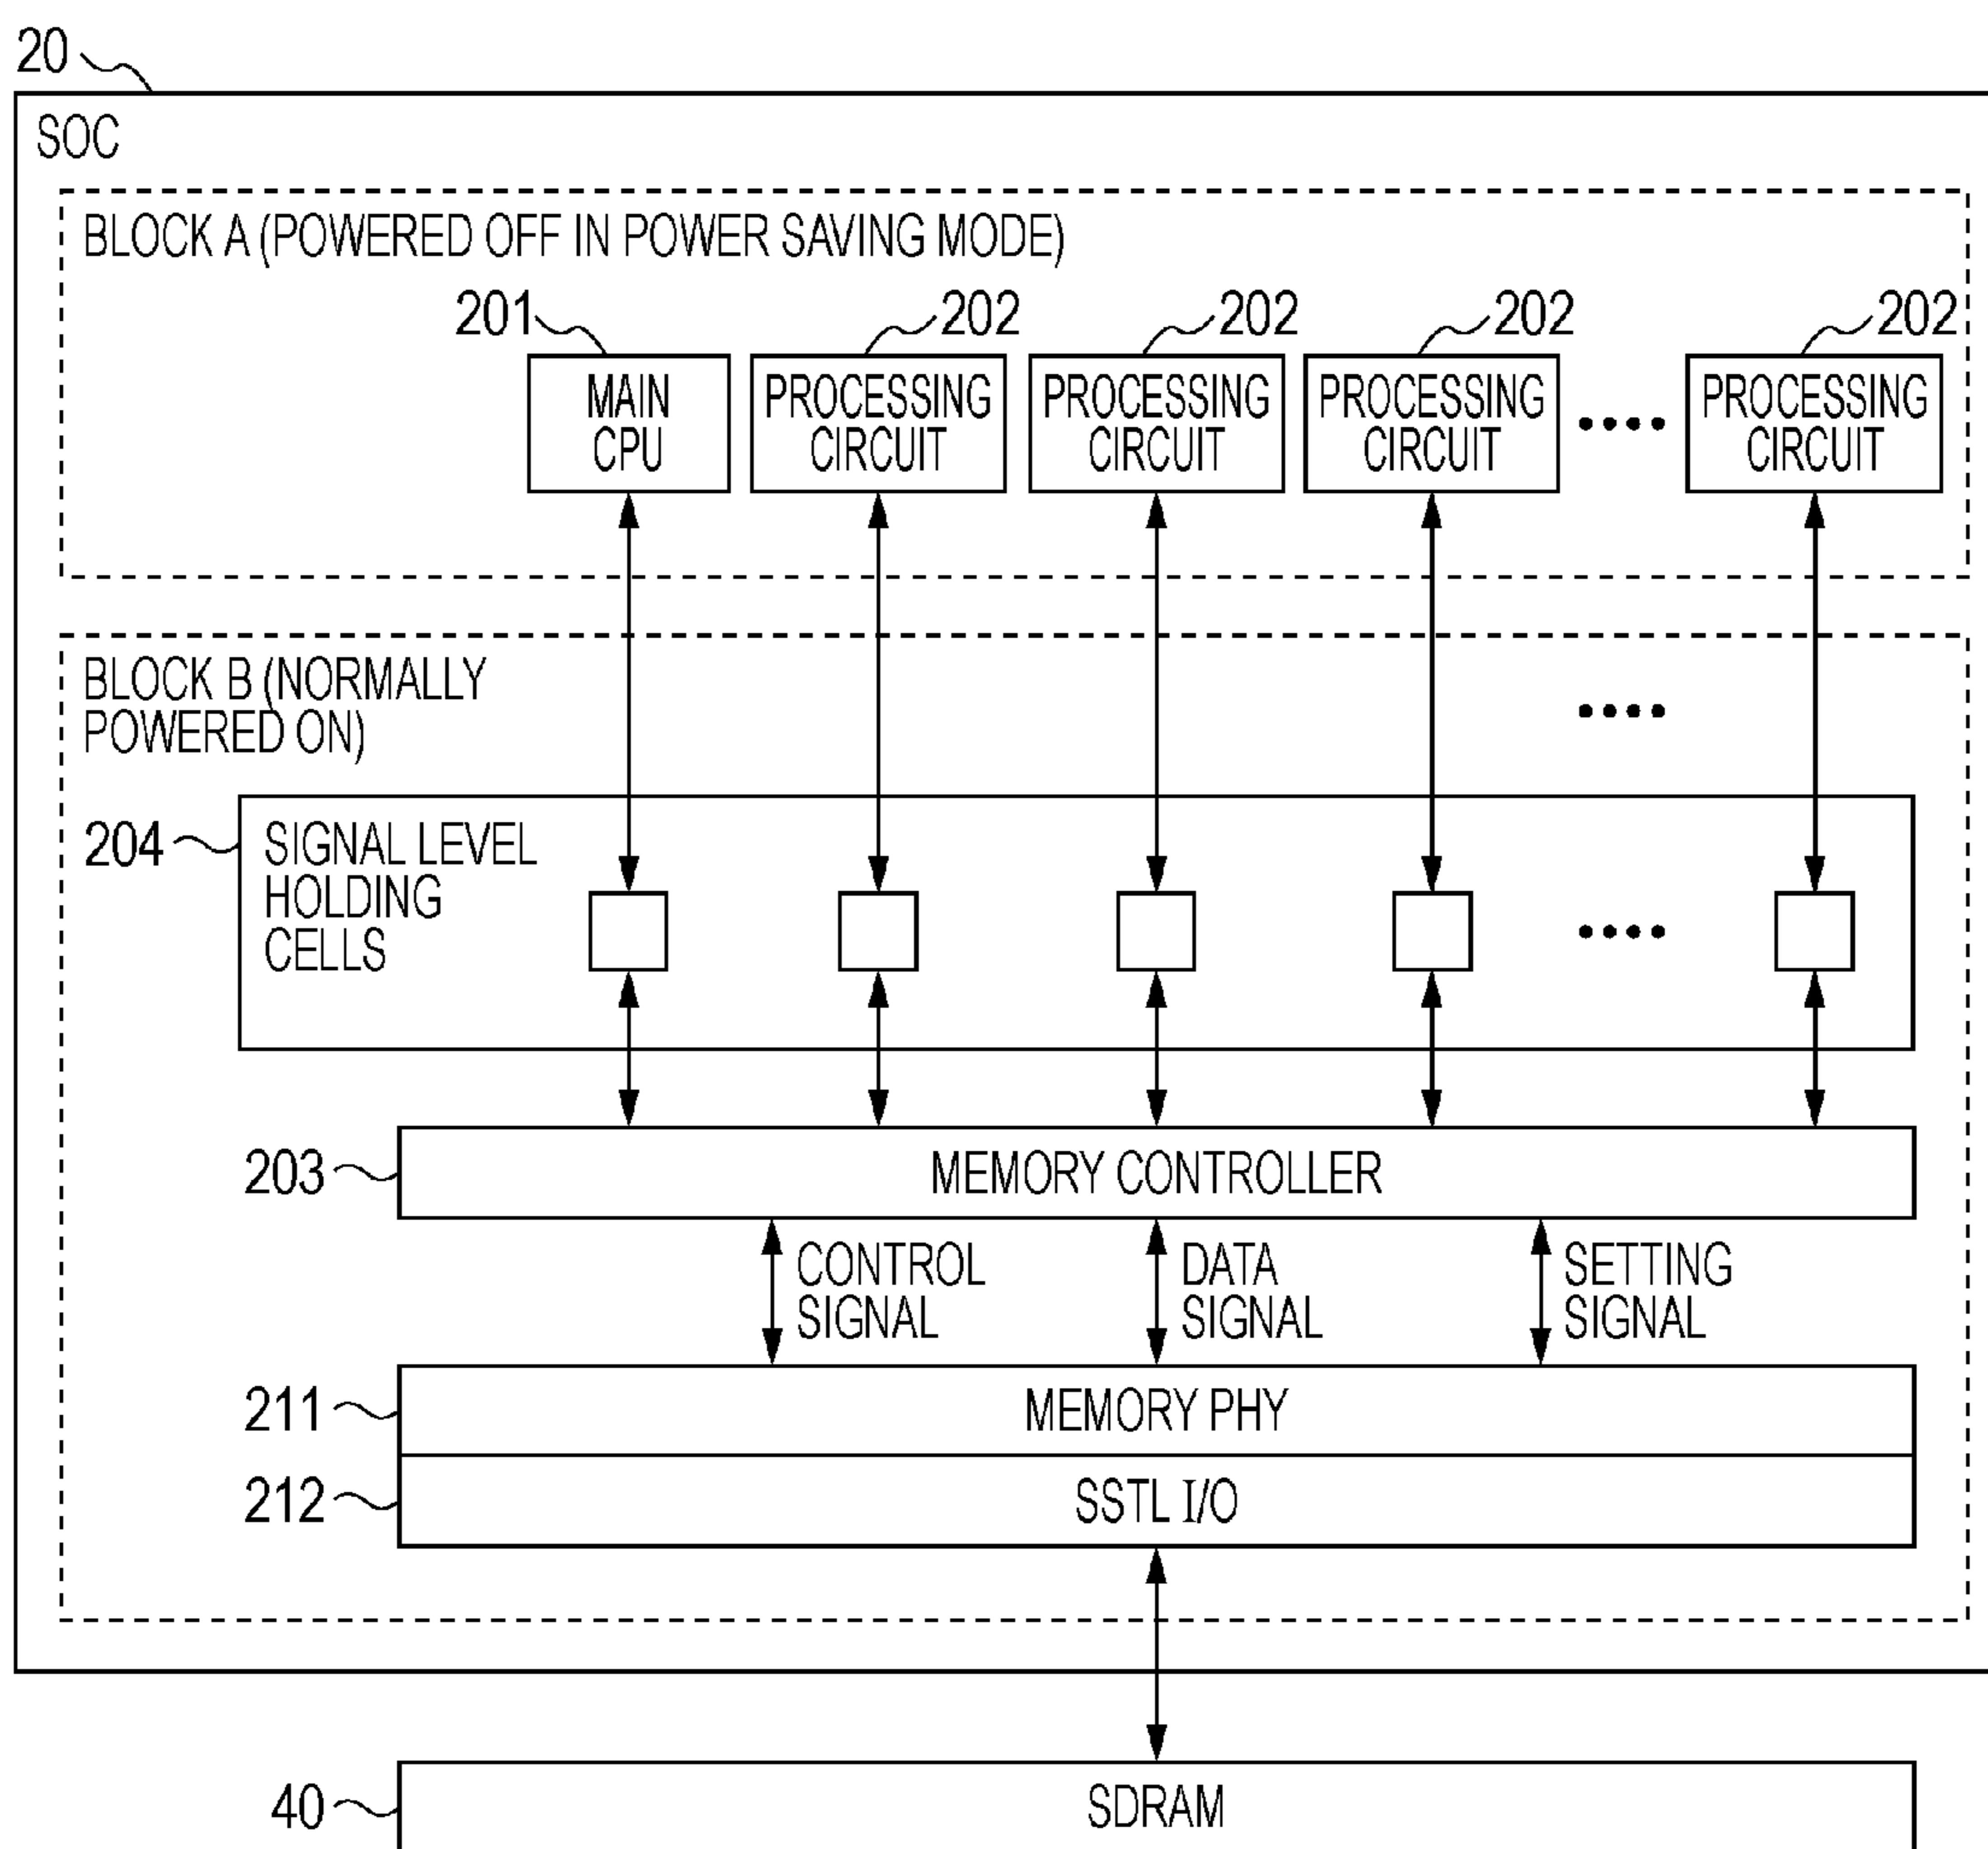 20
SOC
BLOCK A (POWERED OFF IN POWER SAVING MODE)
201
202
202
202
202
MAIN
CPU
PROCESSING
CIRCUIT
PROCESSING
CIRCUIT
PROCESSING
CIRCUIT
PROCESSING
CIRCUIT
BLOCK B (NORMALLY
POWERED ON)
204
SIGNAL LEVEL
HOLDING
CELLS
203
MEMORY CONTROLLER
CONTROL
SIGNAL
DATA
SIGNAL
SETTING
SIGNAL
211
MEMORY PHY
212
SSTL I/O
40
SDRAM